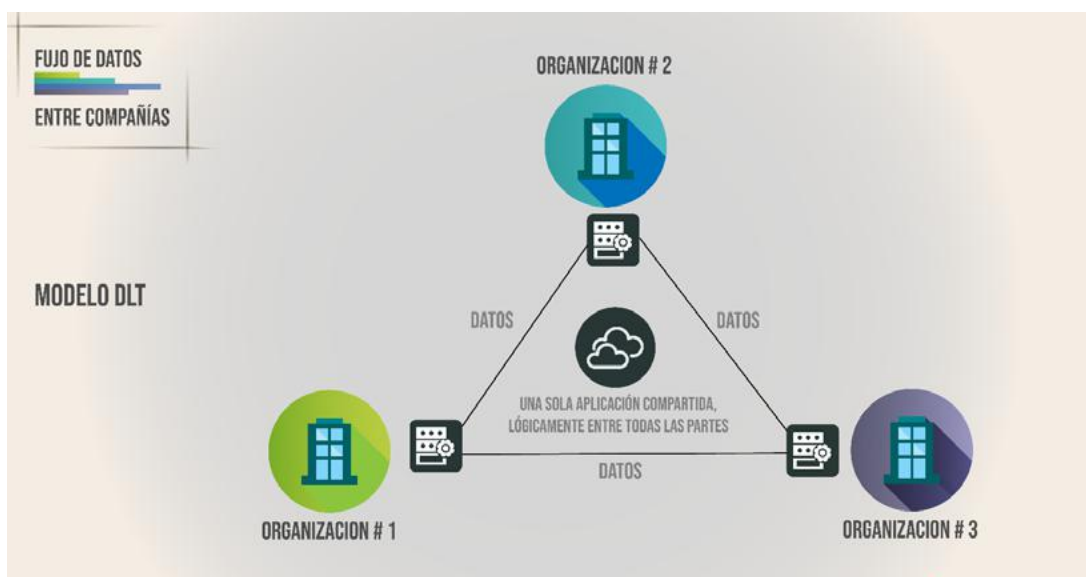 FUJO DE DATOS
ENTRE COMPAÑÍAS
ORGANIZACION # 2
MODELO DLT
DATOS
DATOS
UNA SOLA APLICACIÓN COMPARTIDA,
LÓGICAMENTE ENTRE TODAS LAS PARTES
DATOS
ORGANIZACION # 1
ORGANIZACION # 3